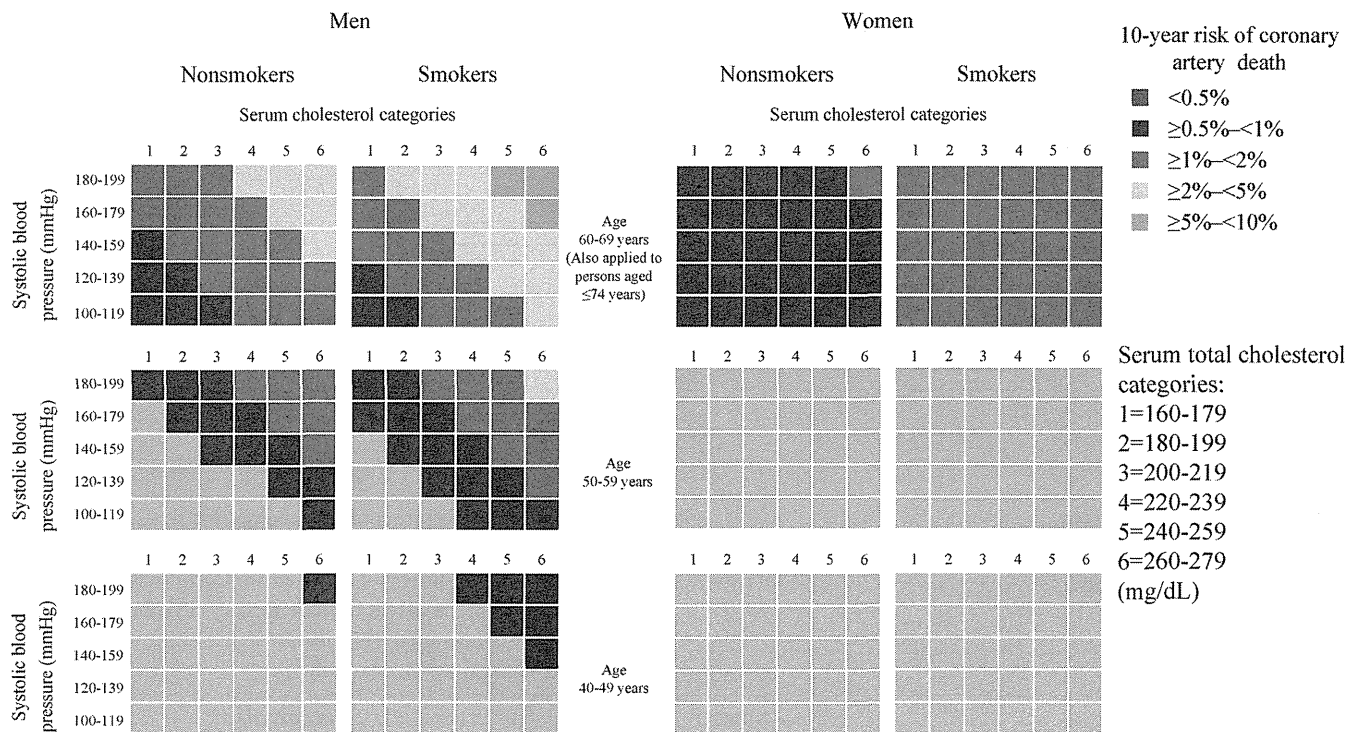 Men
Women
Nonsmokers
Smokers
Nonsmokers
Smokers
Serum cholesterol categories
Serum cholesterol categories
1 2 3 4 5 6
1 2 3 4 5 6
1 2 3 4 5 6
1 2 3 4 5 6
Systolic blood
pressure (mmHg)
180-199
160-179
140-159
120-139
100-119
Age
60-69 years
(Also applied to
persons aged
≤74 years)
1 2 3 4 5 6
1 2 3 4 5 6
1 2 3 4 5 6
1 2 3 4 5 6
Systolic blood
pressure (mmHg)
180-199
160-179
140-159
120-139
100-119
Age
50-59 years
1 2 3 4 5 6
1 2 3 4 5 6
1 2 3 4 5 6
1 2 3 4 5 6
Systolic blood
pressure (mmHg)
180-199
160-179
140-159
120-139
100-119
Age
40-49 years
10-year risk of coronary
artery death
<0.5%
≥0.5%–<1%
≥1%–<2%
≥2%–<5%
≥5%–<10%
Serum total cholesterol
categories:
1=160-179
2=180-199
3=200-219
4=220-239
5=240-259
6=260-279
(mg/dL)